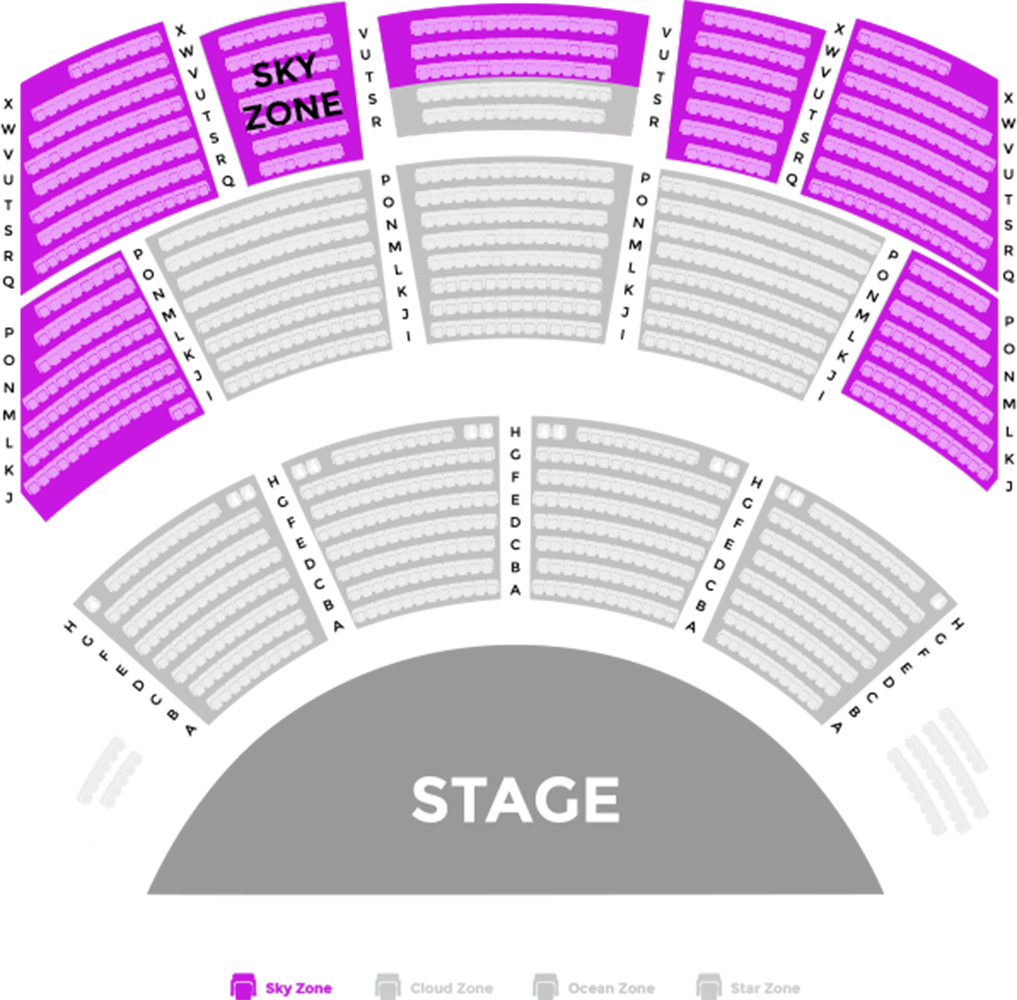 X W V U T S R Q
X W V U T S R Q
SKY
ZONE
V U T S R
V U T S R
X W V U T S R Q
X W V U T S R Q
P O N M L K J
P O N M L K J I
P O N M L K J I
P O N M L K J I
P O N M L K J I
P O N M L K J
H G F E D C B A
H G F E D C B A
H G F E D C B A
H G F E D C B A
H G F E D C B A
STAGE
Sky Zone
Cloud Zone
Ocean Zone
Star Zone